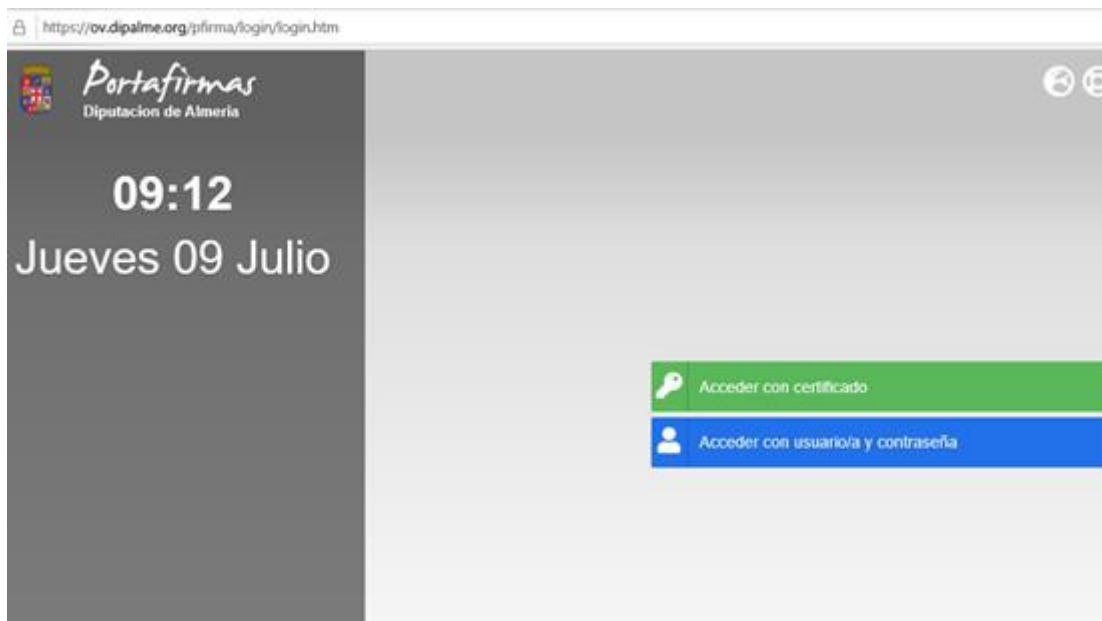 https://ov.dipalme.org/pfirma/login/login.htm
Portafirmas
Diputacion de Almeria
09:12
Jueves 09 Julio
Acceder con certificado
Acceder con usuario/a y contraseña